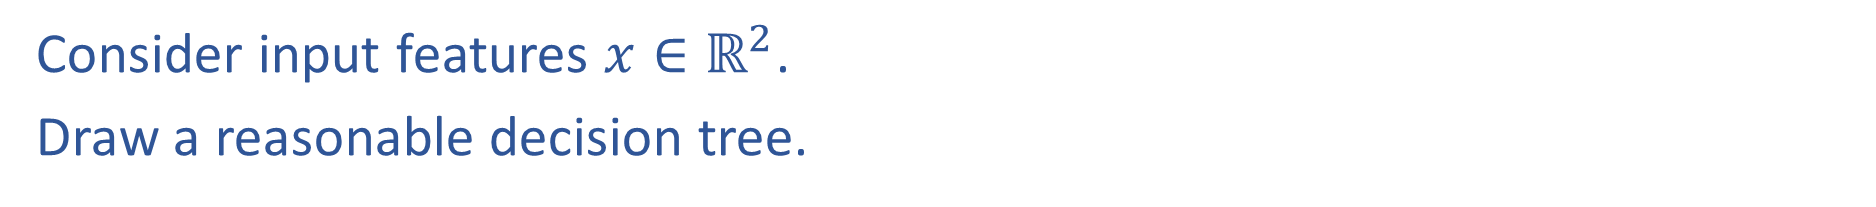 Consider input features 𝑥 ∈ ℝ².
Draw a reasonable decision tree.